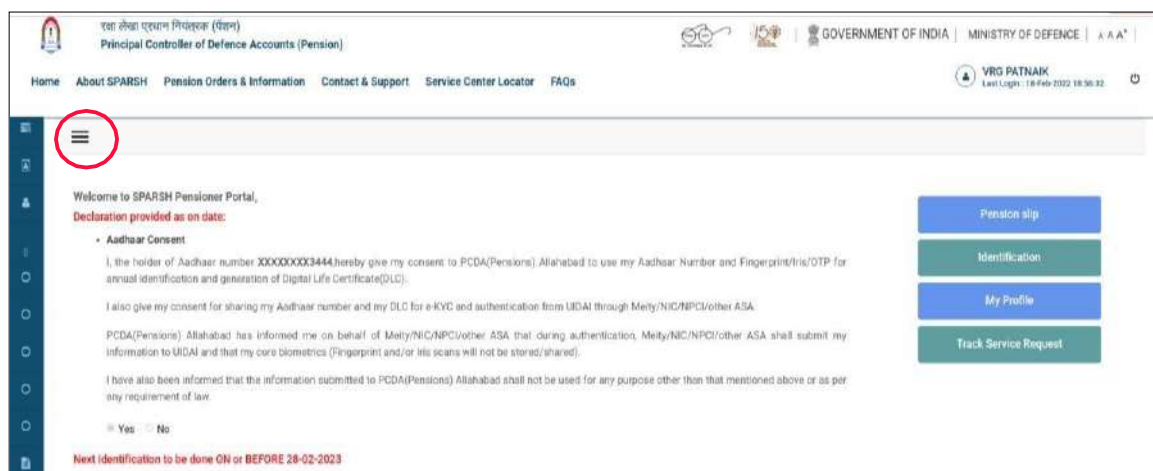 रक्षा लेखा प्रधान नियंत्रक (पेंशन)
Principal Controller of Defence Accounts (Pension)
GOVERNMENT OF INDIA | MINISTRY OF DEFENCE | A A A+ |
Home About SPARSH Pension Orders & Information Contact & Support Service Center Locator FAQs
VRG PATNAIK
Last Login : 18-Feb-2022 18:56:32
Welcome to SPARSH Pensioner Portal,
Declaration provided as on date:
• Aadhaar Consent
I, the holder of Aadhaar number XXXXXXXX3444,hereby give my consent to PCDA(Pensions) Allahabad to use my Aadhaar Number and Fingerprint/Iris/OTP for
annual identification and generation of Digital Life Certificate(DLC).
I also give my consent for sharing my Aadhaar number and my DLC for e-KYC and authentication from UIDAI through Meity/NIC/NPCI/other ASA.
PCDA(Pensions) Allahabad has informed me on behalf of Meity/NIC/NPCI/other ASA that during authentication, Meity/NIC/NPCI/other ASA shall submit my
information to UIDAI and that my core biometrics (Fingerprint and/or Iris scans will not be stored/shared).
I have also been informed that the information submitted to PCDA(Pensions) Allahabad shall not be used for any purpose other than that mentioned above or as per
any requirement of law.
Yes No
Next Identification to be done ON or BEFORE 28-02-2023
Pension slip
Identification
My Profile
Track Service Request